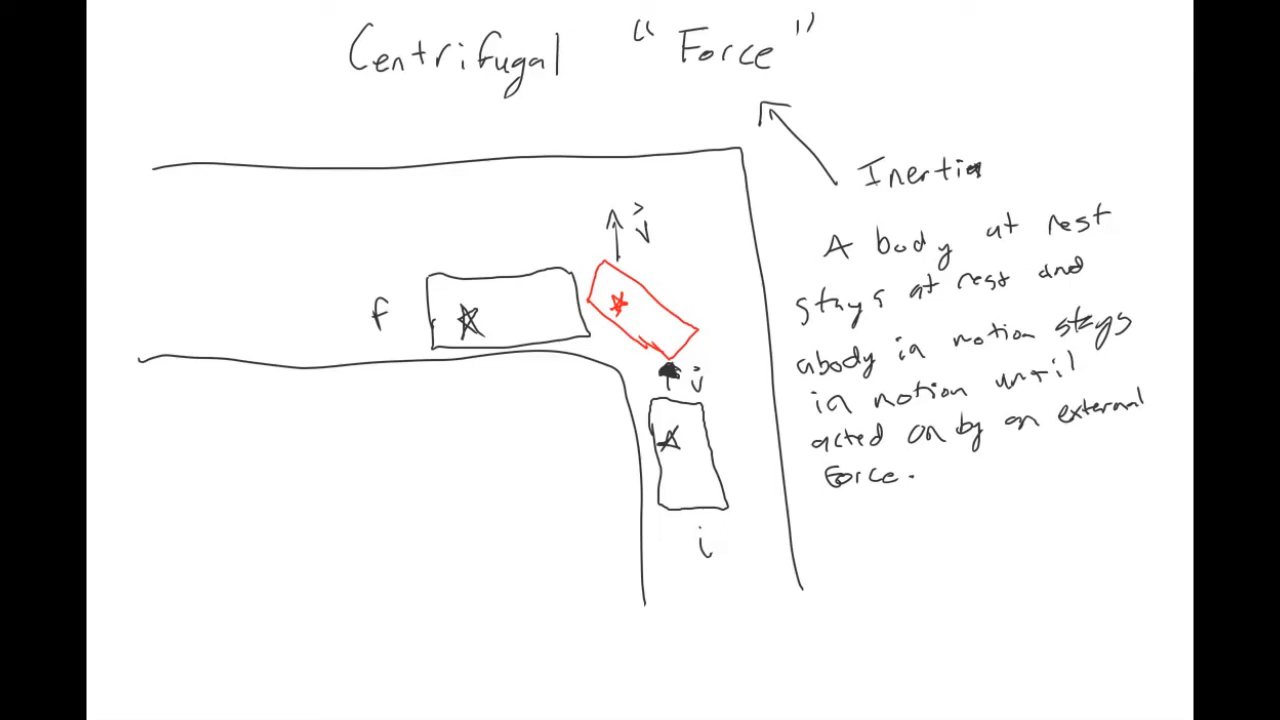 Centrifugal "Force"
Inertia
A body at rest
stays at rest and
abody in motion stays
in motion until
acted on by an external
Force.
v
f
v
i